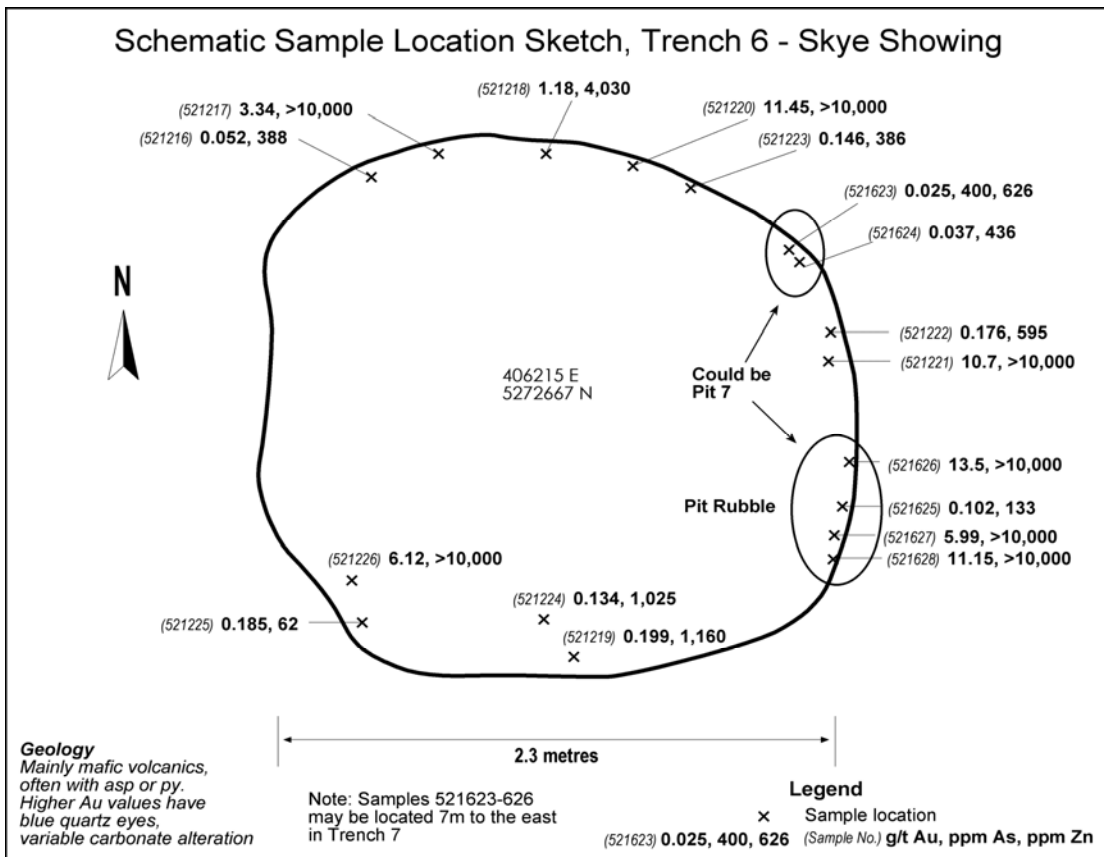 Schematic Sample Location Sketch, Trench 6 - Skye Showing
(521218) 1.18, 4,030
(521217) 3.34, >10,000
(521220) 11.45, >10,000
(521216) 0.052, 388
(521223) 0.146, 386
(521623) 0.025, 400, 626
(521624) 0.037, 436
N
(521222) 0.176, 595
(521221) 10.7, >10,000
406215 E
5272667 N
Could be
Pit 7
(521626) 13.5, >10,000
Pit Rubble
(521625) 0.102, 133
(521627) 5.99, >10,000
(521628) 11.15, >10,000
(521226) 6.12, >10,000
(521224) 0.134, 1,025
(521225) 0.185, 62
(521219) 0.199, 1,160
2.3 metres
Geology
Mainly mafic volcanics,
often with asp or py.
Higher Au values have
blue quartz eyes,
variable carbonate alteration
Note: Samples 521623-626
may be located 7m to the east
in Trench 7
Legend
Sample location
(521623) 0.025, 400, 626 (Sample No.) g/t Au, ppm As, ppm Zn